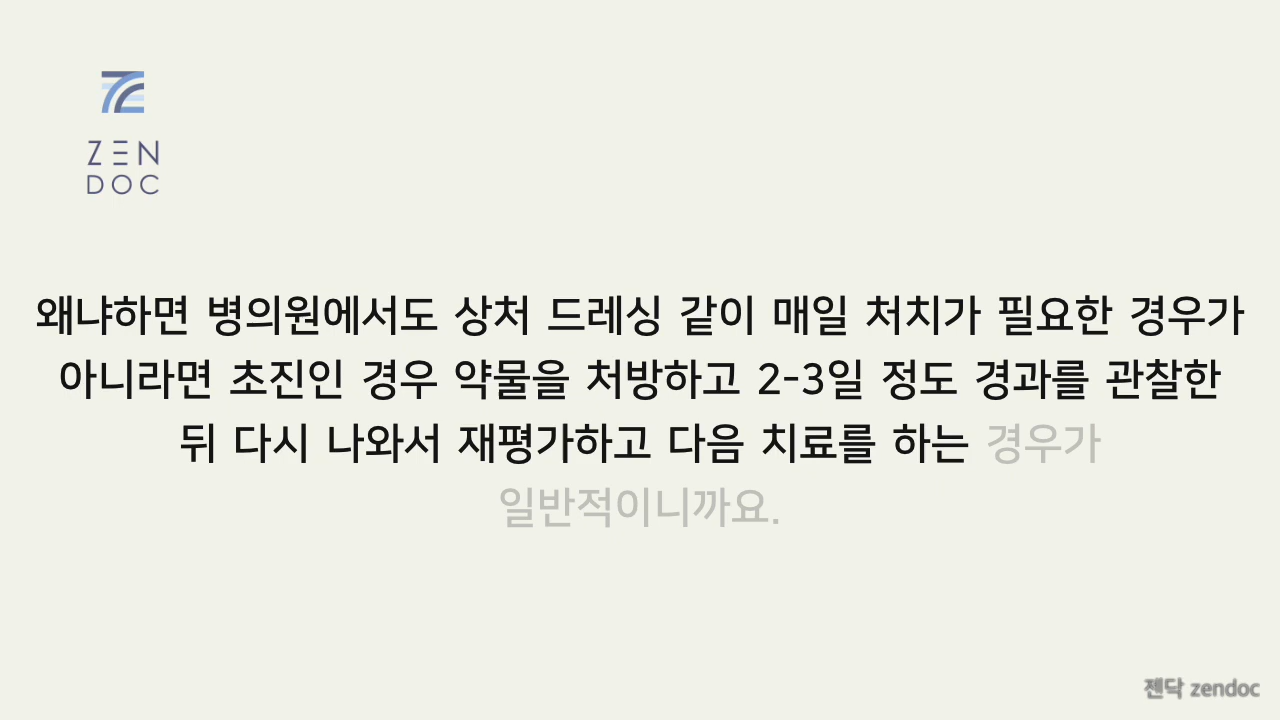 ZEN
DOC
왜냐하면 병의원에서도 상처 드레싱 같이 매일 처치가 필요한 경우가
아니라면 초진인 경우 약물을 처방하고 2-3일 정도 경과를 관찰한
뒤 다시 나와서 재평가하고 다음 치료를 하는 경우가
일반적이니까요.
젠닥 zendoc